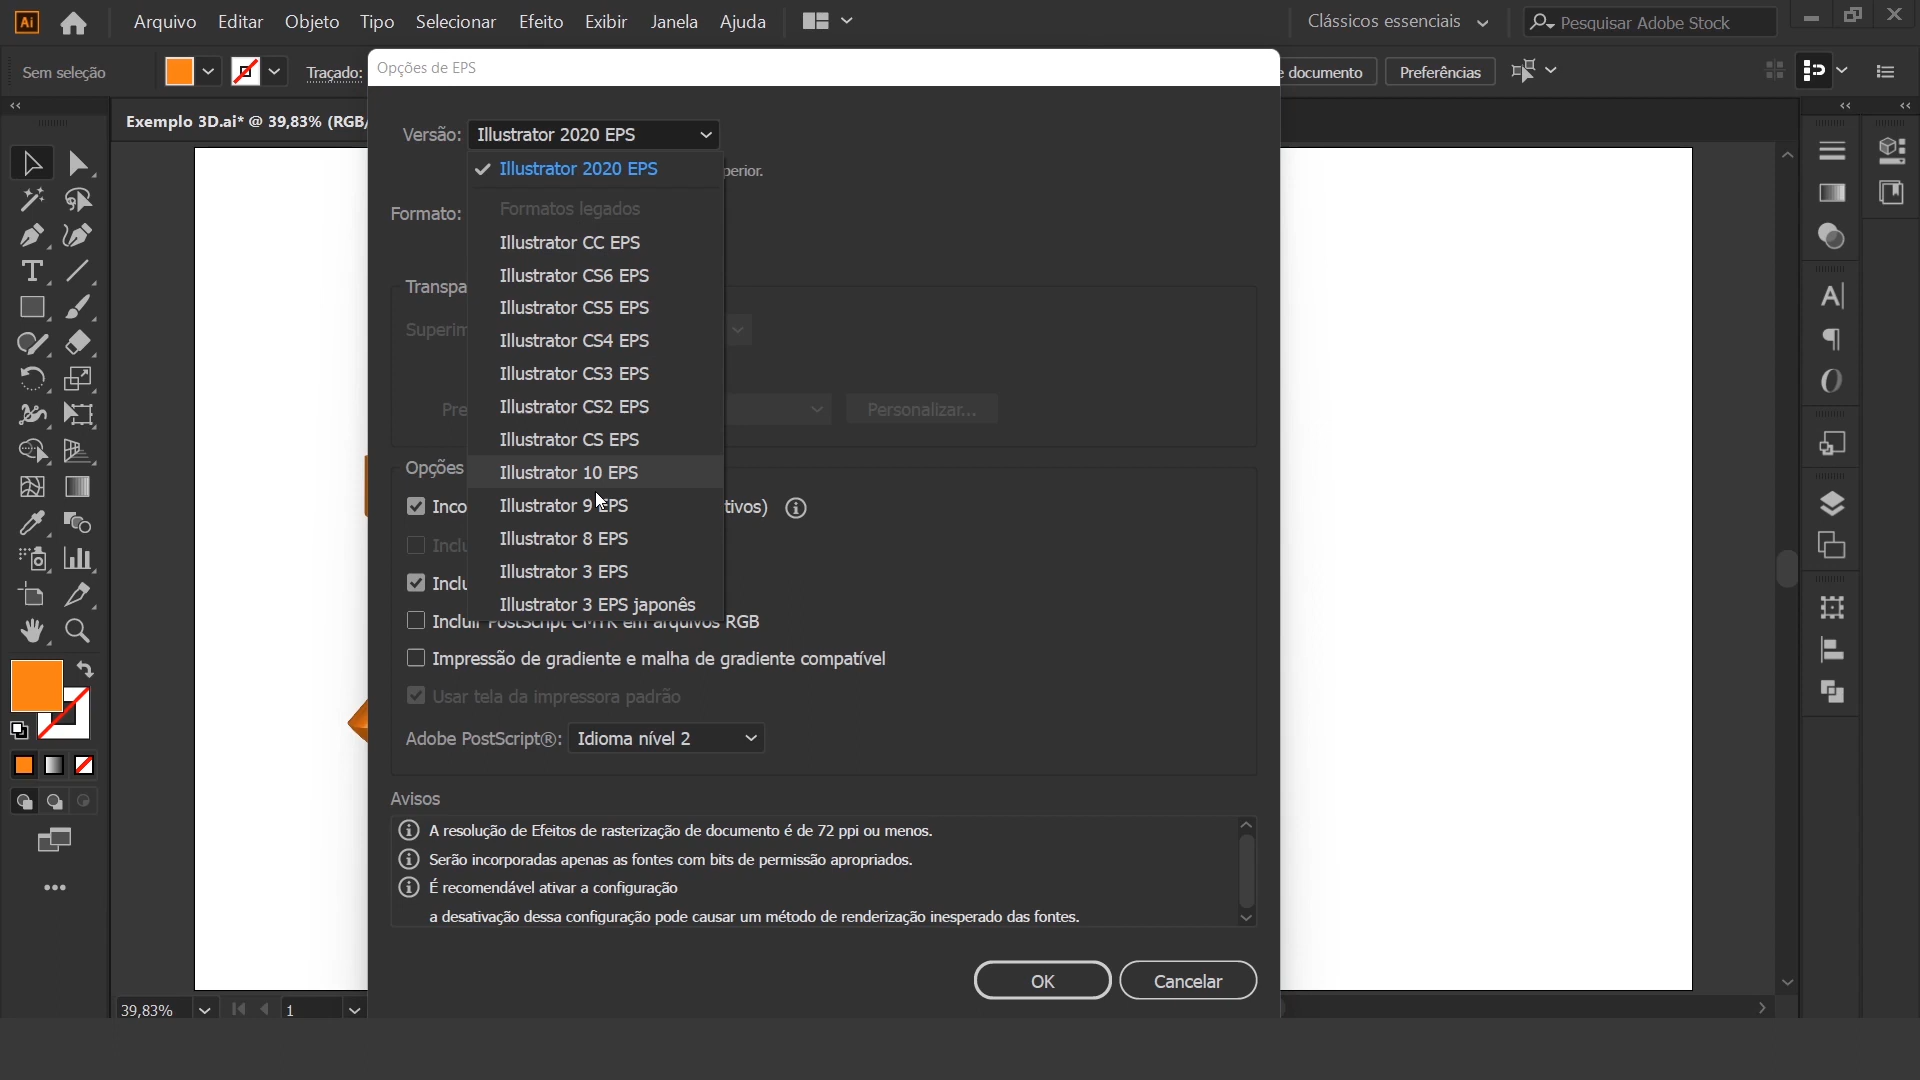 Ai
Arquivo Editar Objeto Tipo Selecionar Efeito Exibir Janela Ajuda
Clássicos essenciais
Pesquisar Adobe Stock
Sem seleção
Traçado:
Opções de EPS
documento
Preferências
Exemplo 3D.ai* @ 39,83% (RGB/
Versão: Illustrator 2020 EPS
Illustrator 2020 EPS
perior.
Formatos legados
Formato:
Illustrator CC EPS
Illustrator CS6 EPS
Transpa
Illustrator CS5 EPS
Superim
Illustrator CS4 EPS
Illustrator CS3 EPS
Illustrator CS2 EPS
Pre
Personalizar...
Illustrator CS EPS
Opções
Illustrator 10 EPS
Inco
Illustrator 9 EPS
tivos)
Illustrator 8 EPS
Inclu
Illustrator 3 EPS
Inclu
Illustrator 3 EPS japonês
Incluir PostScript CMYK em arquivos RGB
Impressão de gradiente e malha de gradiente compatível
Usar tela da impressora padrão
Adobe PostScript®: Idioma nível 2
Avisos
A resolução de Efeitos de rasterização de documento é de 72 ppi ou menos.
Serão incorporadas apenas as fontes com bits de permissão apropriados.
É recomendável ativar a configuração
a desativação dessa configuração pode causar um método de renderização inesperado das fontes.
OK
Cancelar
39,83%
1